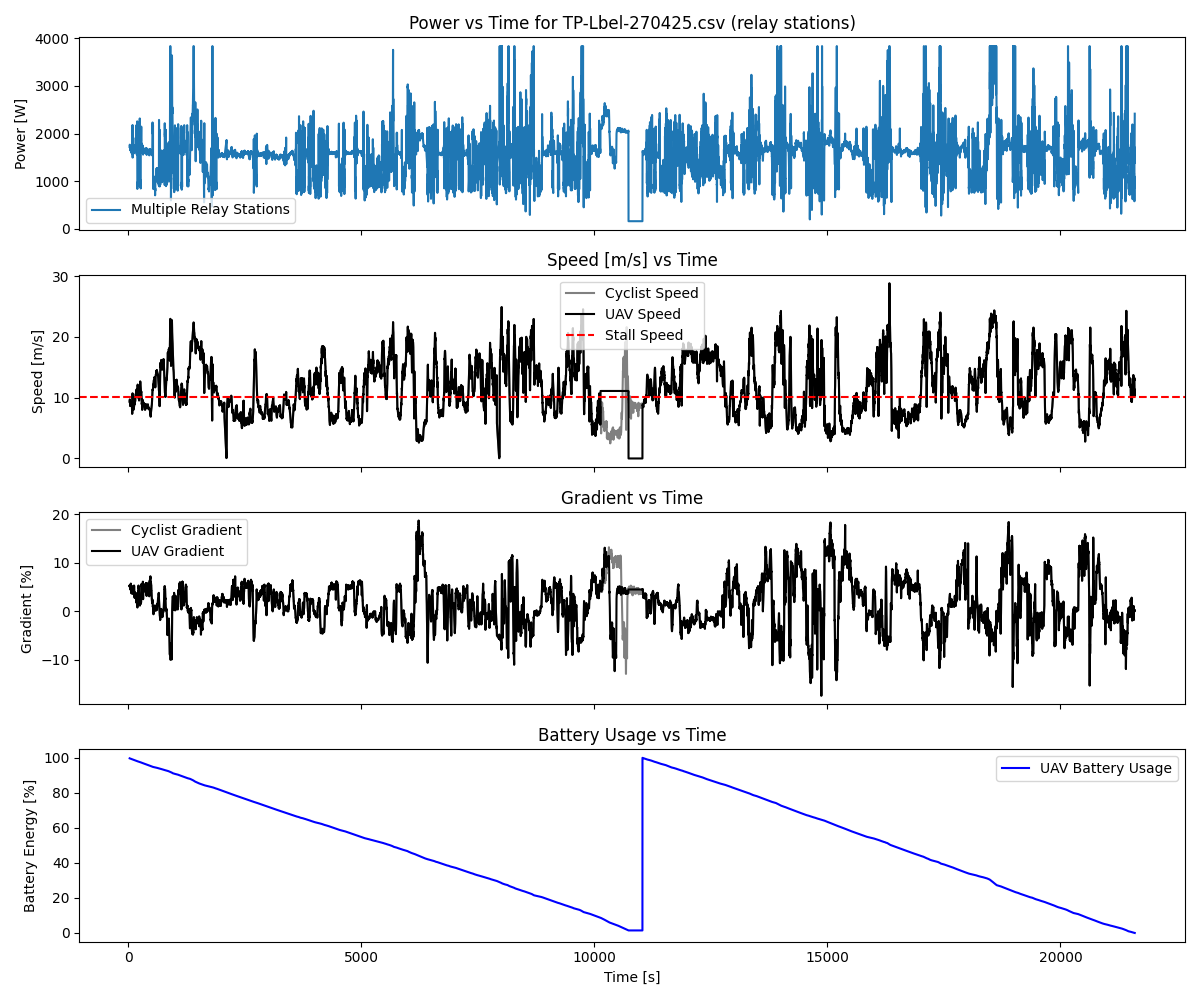 Power vs Time for TP-Lbel-270425.csv (relay stations)
4000
3000
2000
1000
0
Power [W]
Multiple Relay Stations
Speed [m/s] vs Time
30
20
10
0
Speed [m/s]
Cyclist Speed
UAV Speed
Stall Speed
Gradient vs Time
20
10
0
−10
Gradient [%]
Cyclist Gradient
UAV Gradient
Battery Usage vs Time
100
80
60
40
20
0
Battery Energy [%]
UAV Battery Usage
0 5000 10000 15000 20000
Time [s]